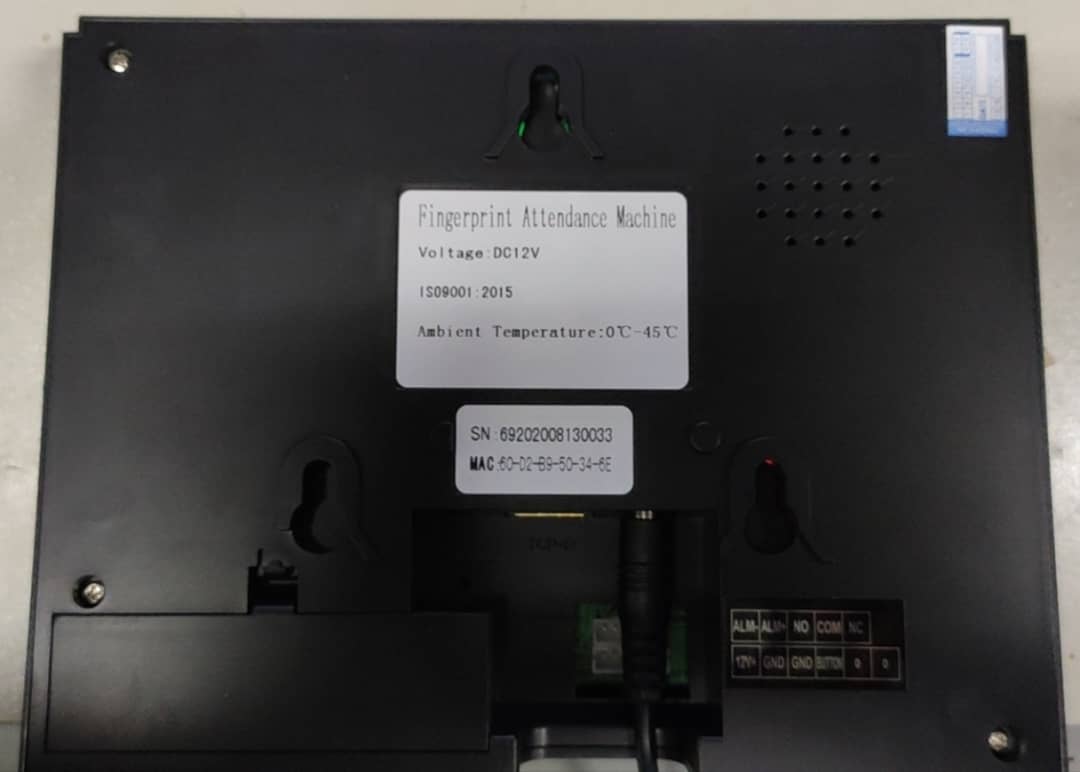 Fingerprint Attendance Machine
Voltage:DC12V
ISO9001:2015
Ambient Temperature:0℃-45℃
SN:69202008130033
MAC:60-D2-B9-50-34-6E
ALM- ALM+ NO COM NC
12V+ GND GND BUTTON 0 0